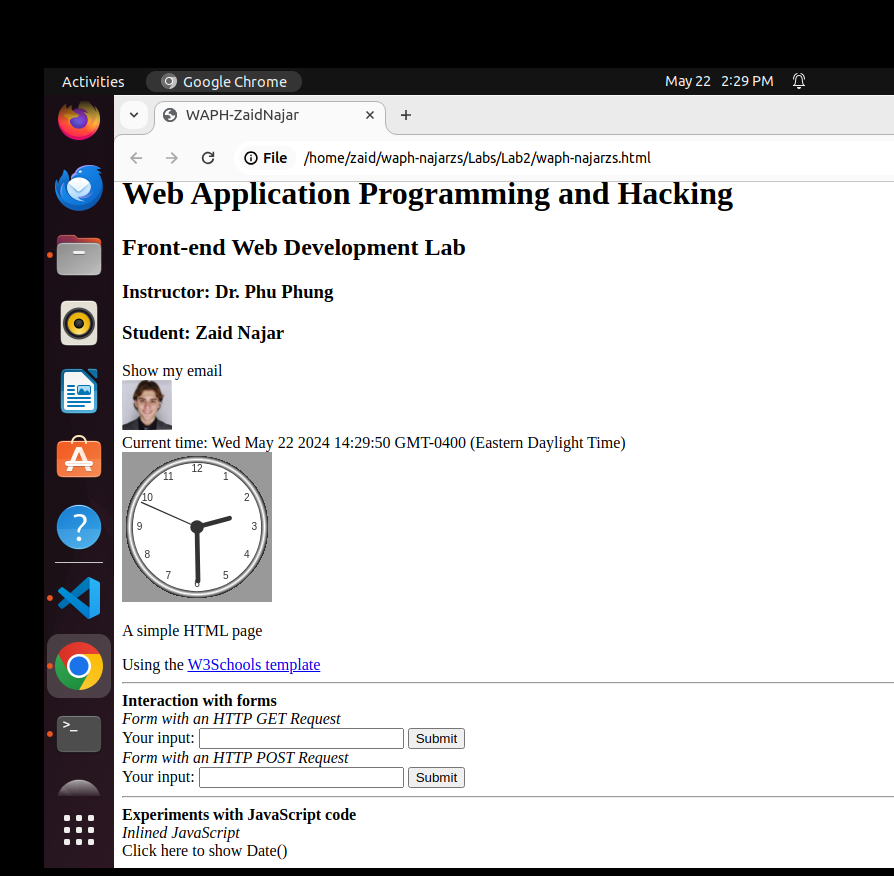 Activities
Google Chrome
May 22 2:29 PM
WAPH-ZaidNajar
File
/home/zaid/waph-najarzs/Labs/Lab2/waph-najarzs.html
Web Application Programming and Hacking
Front-end Web Development Lab
Instructor: Dr. Phu Phung
Student: Zaid Najar
Show my email
Current time: Wed May 22 2024 14:29:50 GMT-0400 (Eastern Daylight Time)
12
11 1
10 2
9 3
8 4
7 5
6
A simple HTML page
Using the W3Schools template
Interaction with forms
Form with an HTTP GET Request
Your input: Submit
Form with an HTTP POST Request
Your input: Submit
Experiments with JavaScript code
Inlined JavaScript
Click here to show Date()